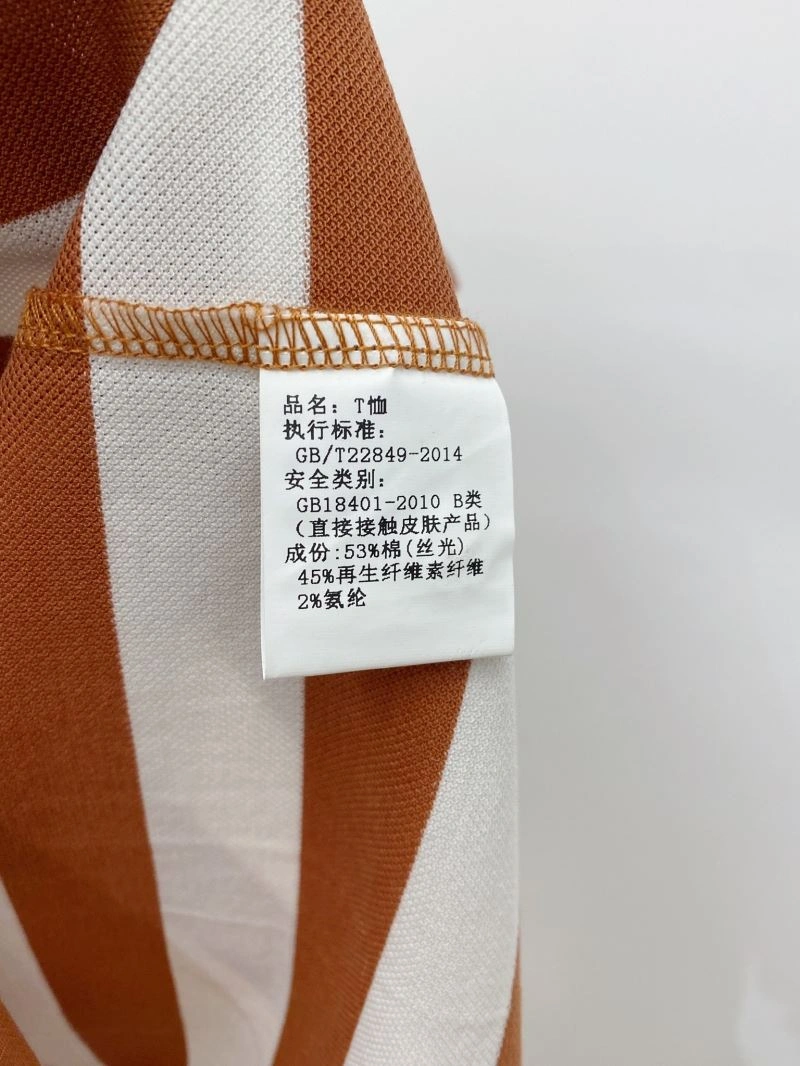 品名：T恤
执行标准：
GB/T22849-2014
安全类别：
GB18401-2010 B类
（直接接触皮肤产品）
成份:53%棉(丝光)
45%再生纤维素纤维
2%氨纶